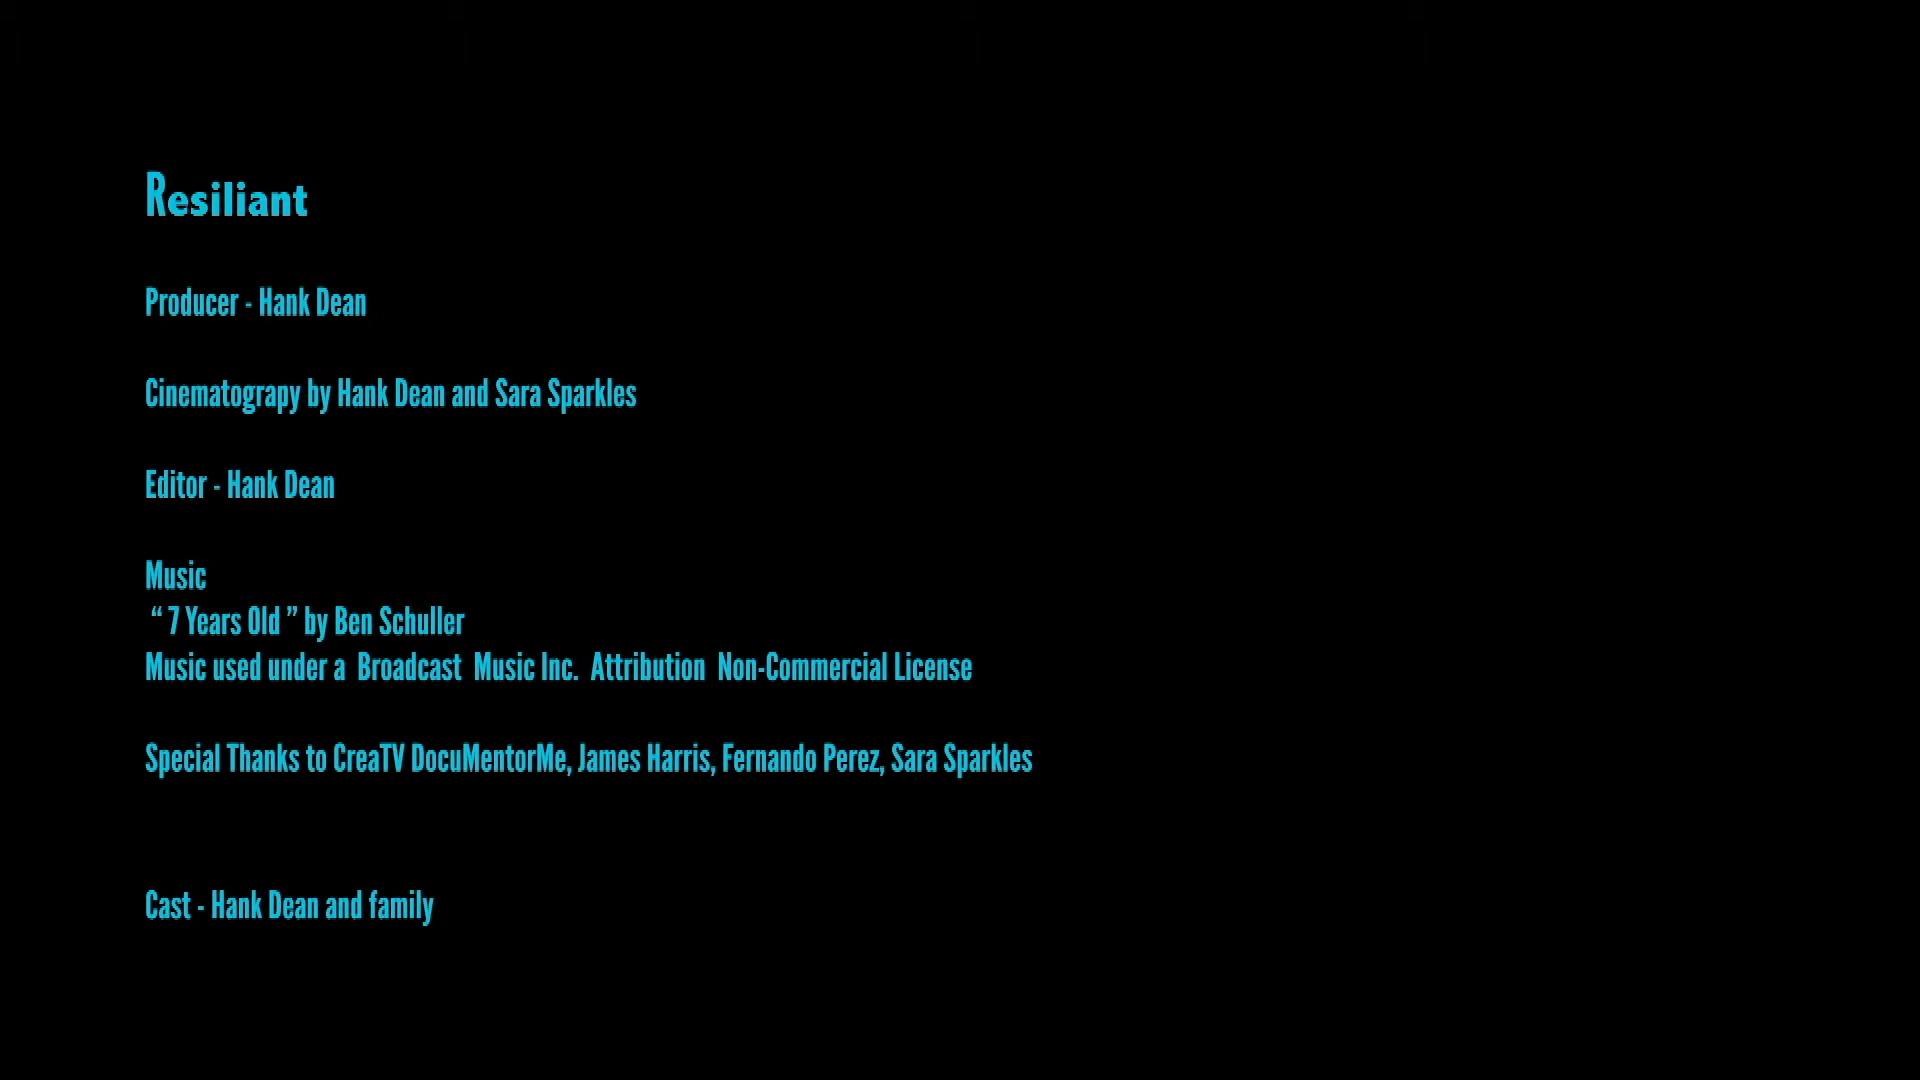 Resiliant
Producer - Hank Dean
Cinematograpy by Hank Dean and Sara Sparkles
Editor - Hank Dean
Music
“ 7 Years Old ” by Ben Schuller
Music used under a Broadcast Music Inc. Attribution Non-Commercial License
Special Thanks to CreaTV DocuMentorMe, James Harris, Fernando Perez, Sara Sparkles
Cast - Hank Dean and family